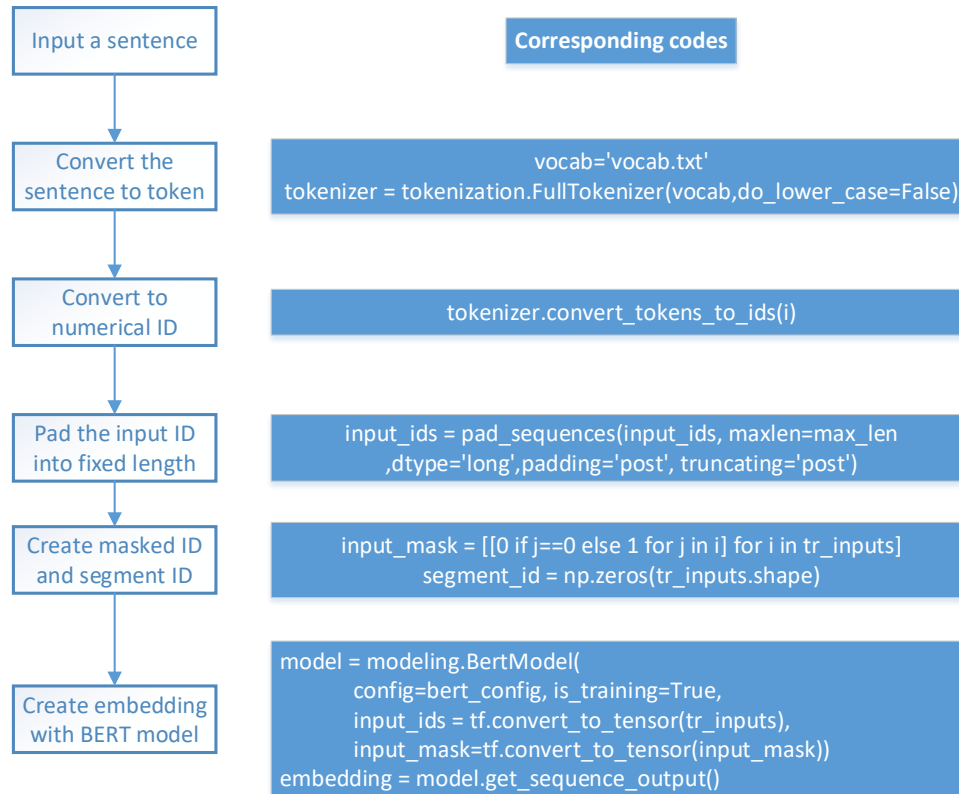 Input a sentence
Corresponding codes
Convert the
sentence to token
vocab='vocab.txt'
tokenizer = tokenization.FullTokenizer(vocab,do_lower_case=False)
Convert to
numerical ID
tokenizer.convert_tokens_to_ids(i)
Pad the input ID
into fixed length
input_ids = pad_sequences(input_ids, maxlen=max_len
,dtype='long',padding='post', truncating='post')
Create masked ID
and segment ID
input_mask = [[0 if j==0 else 1 for j in i] for i in tr_inputs]
segment_id = np.zeros(tr_inputs.shape)
Create embedding
with BERT model
model = modeling.BertModel(
config=bert_config, is_training=True,
input_ids = tf.convert_to_tensor(tr_inputs),
input_mask=tf.convert_to_tensor(input_mask))
embedding = model.get_sequence_output()